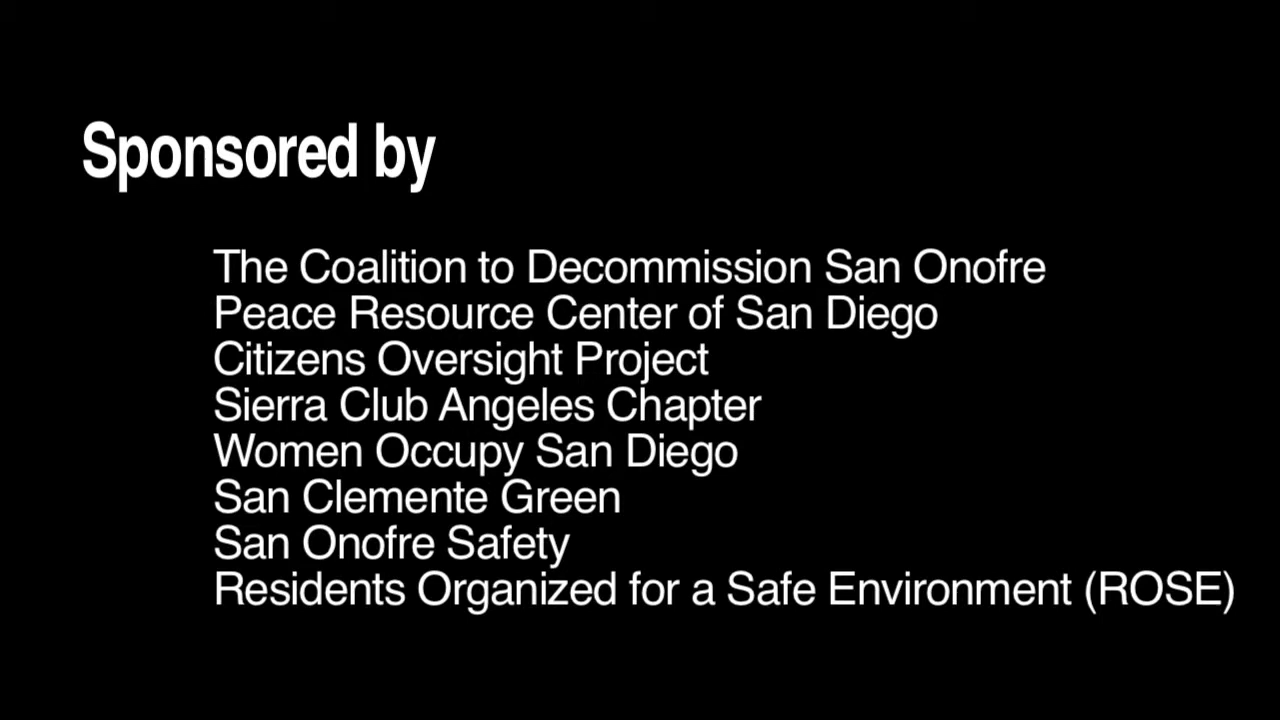 Sponsored by
The Coalition to Decommission San Onofre
Peace Resource Center of San Diego
Citizens Oversight Project
Sierra Club Angeles Chapter
Women Occupy San Diego
San Clemente Green
San Onofre Safety
Residents Organized for a Safe Environment (ROSE)